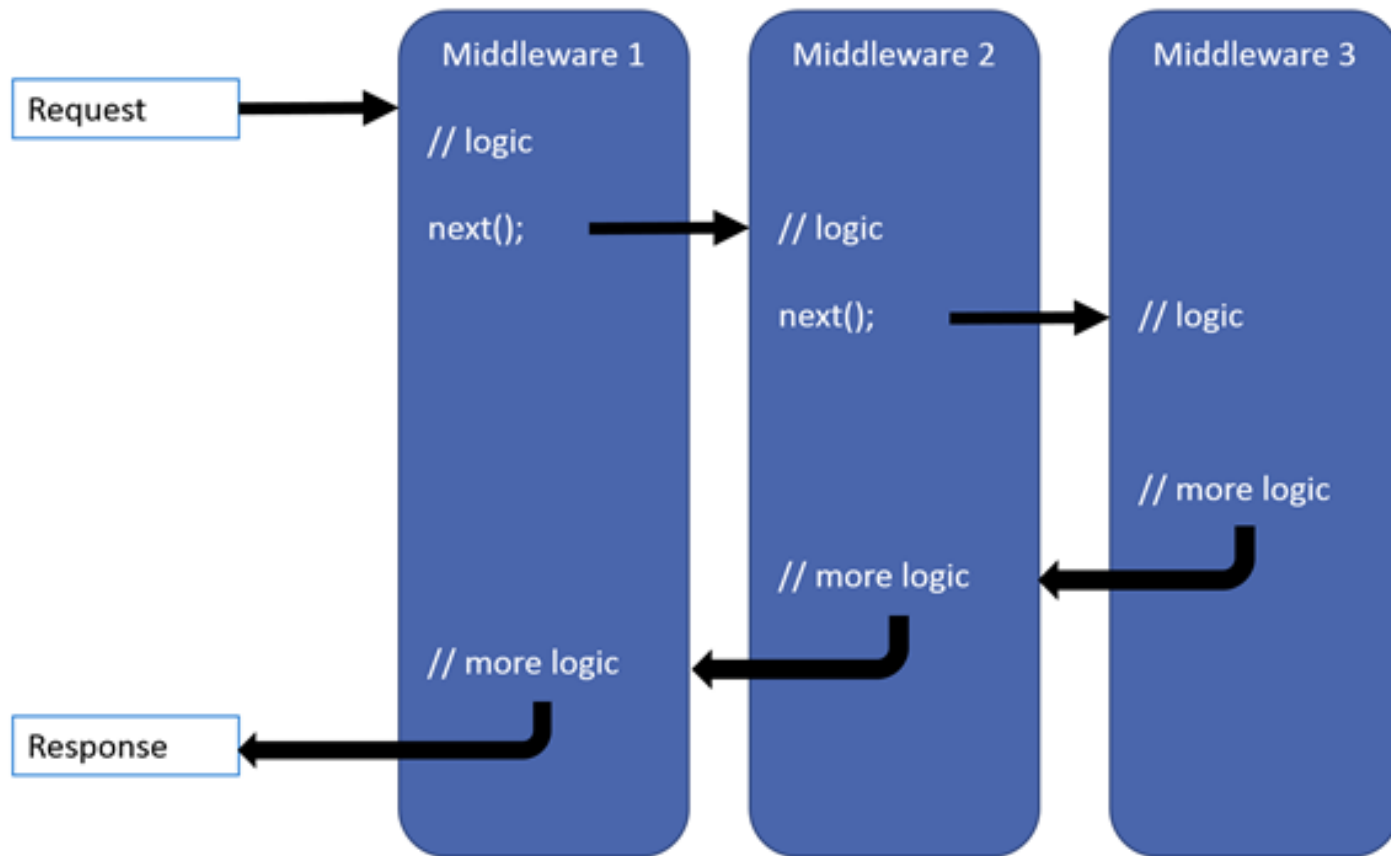 Request
Middleware 1
// logic
next();
// more logic
Middleware 2
// logic
next();
// more logic
Middleware 3
// logic
// more logic
Response